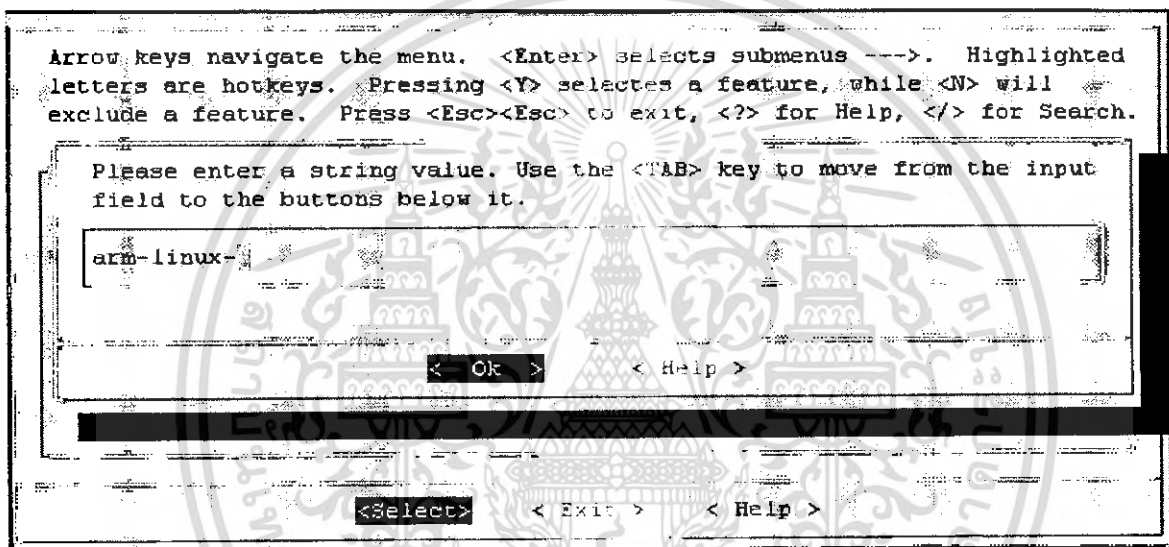 Arrow keys navigate the menu. <Enter> selects submenus --->. Highlighted
letters are hotkeys. Pressing <Y> selectes a feature, while <N> will
exclude a feature. Press <Esc><Esc> to exit, <?> for Help, </> for Search.
Please enter a string value. Use the <TAB> key to move from the input
field to the buttons below it.
arm-linux-
< Ok > < Help >
<Select> < Exit > < Help >